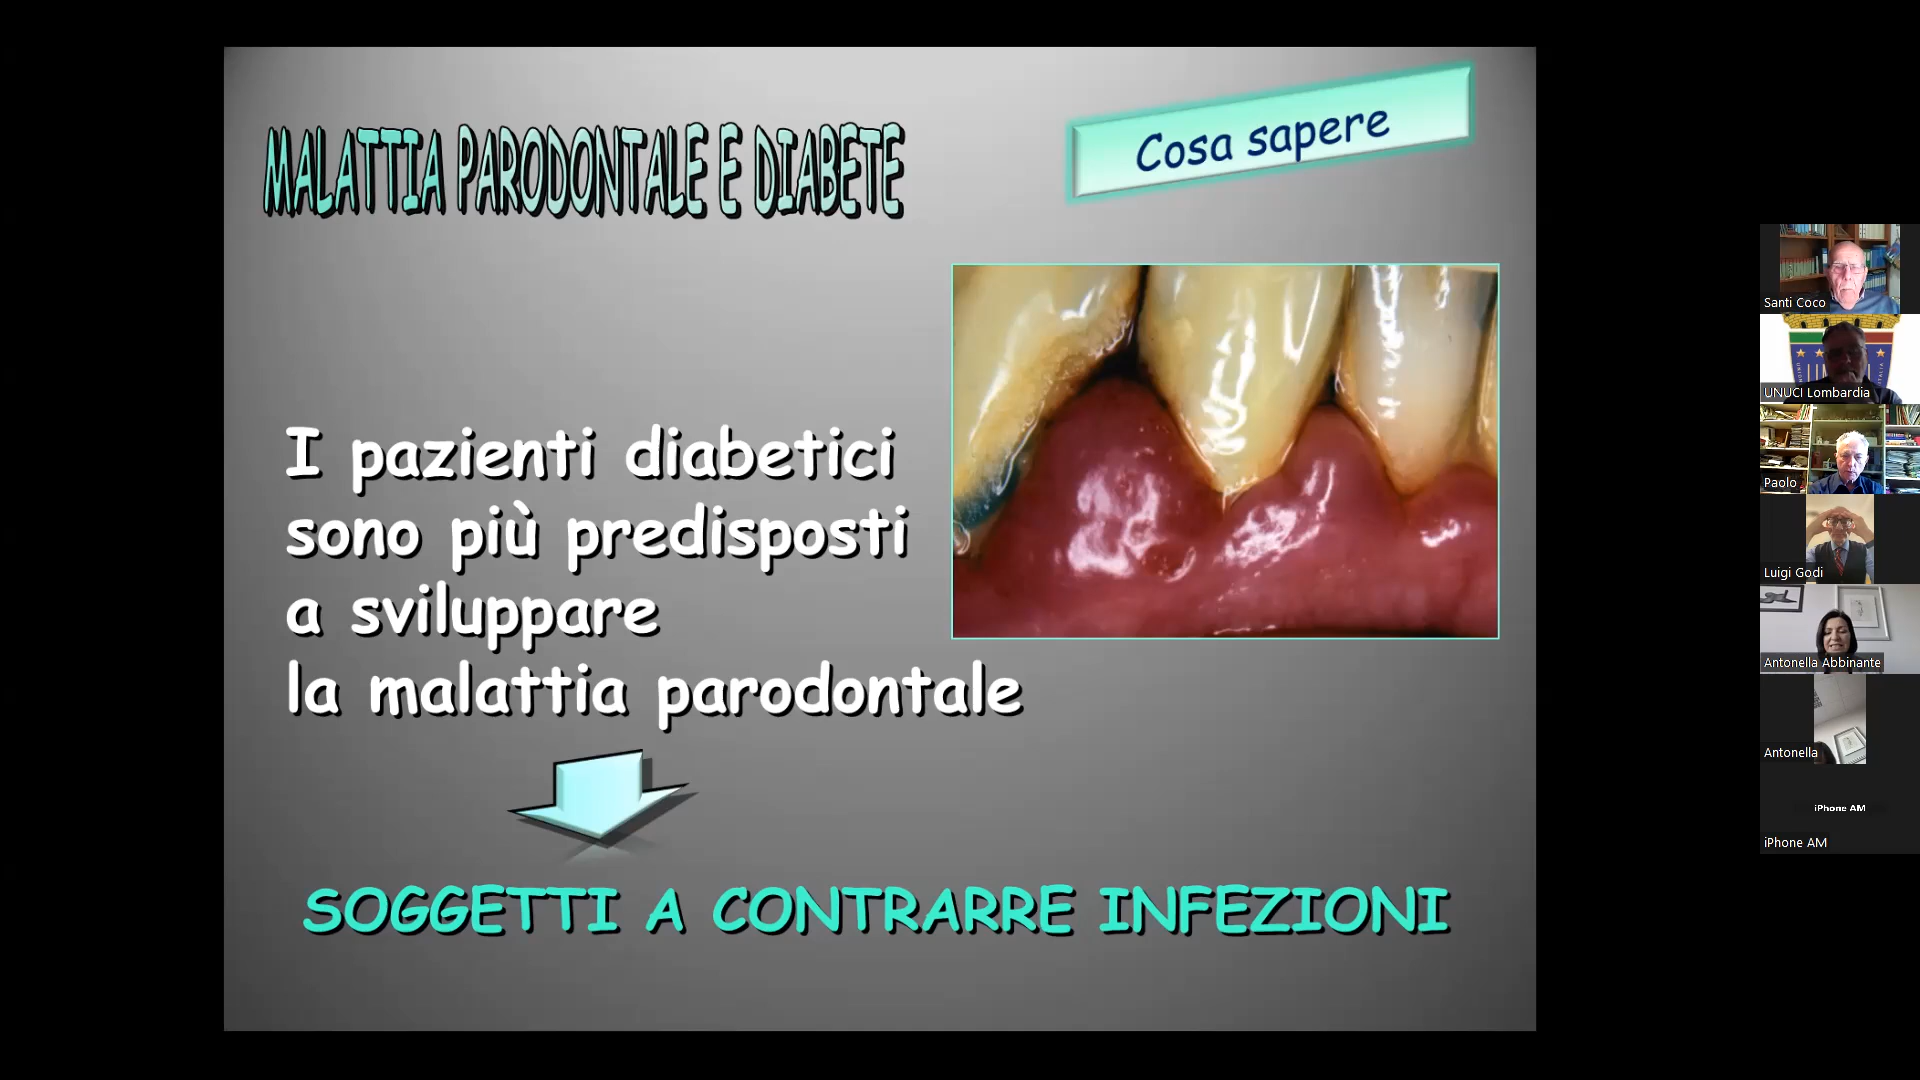 MALATTIA PARODONTALE E DIABETE
Cosa sapere
I pazienti diabetici
sono più predisposti
a sviluppare
la malattia parodontale
SOGGETTI A CONTRARRE INFEZIONI
Santi Coco
UNUCI Lombardia
Paolo
Luigi Godi
Antonella Abbinante
Antonella
iPhone AM
iPhone AM